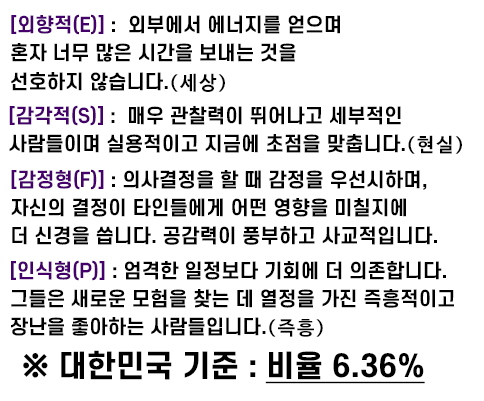 [외향적(E)] : 외부에서 에너지를 얻으며
혼자 너무 많은 시간을 보내는 것을
선호하지 않습니다.(세상)
[감각적(S)] : 매우 관찰력이 뛰어나고 세부적인
사람들이며 실용적이고 지금에 초점을 맞춥니다.(현실)
[감정형(F)] : 의사결정을 할 때 감정을 우선시하며,
자신의 결정이 타인들에게 어떤 영향을 미칠지에
더 신경을 씁니다. 공감력이 풍부하고 사교적입니다.
[인식형(P)] : 엄격한 일정보다 기회에 더 의존합니다.
그들은 새로운 모험을 찾는 데 열정을 가진 즉흥적이고
장난을 좋아하는 사람들입니다.(즉흥)
※ 대한민국 기준 : 비율 6.36%